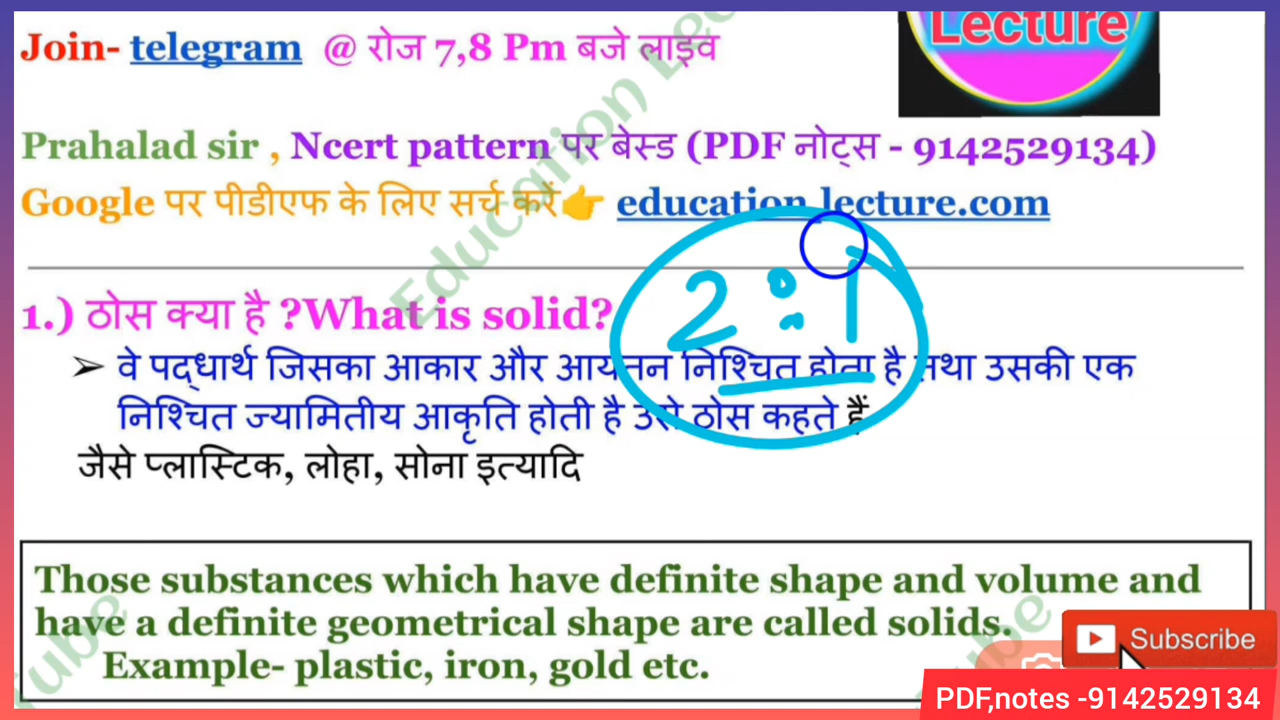 Lecture
Join- telegram @ रोज 7,8 Pm बजे लाइव
Prahalad sir , Ncert pattern पर बेस्ड (PDF नोट्स - 9142529134)
Google पर पीडीएफ के लिए सर्च करें👉 education lecture.com
2:1
1.) ठोस क्या है ?What is solid?
➢ वे पद्धार्थ जिसका आकार और आयतन निश्चित होता है तथा उसकी एक
निश्चित ज्यामितीय आकृति होती है उसे ठोस कहते हैं
जैसे प्लास्टिक, लोहा, सोना इत्यादि
Those substances which have definite shape and volume and
have a definite geometrical shape are called solids.
Example- plastic, iron, gold etc.
Subscribe
PDF,notes -9142529134